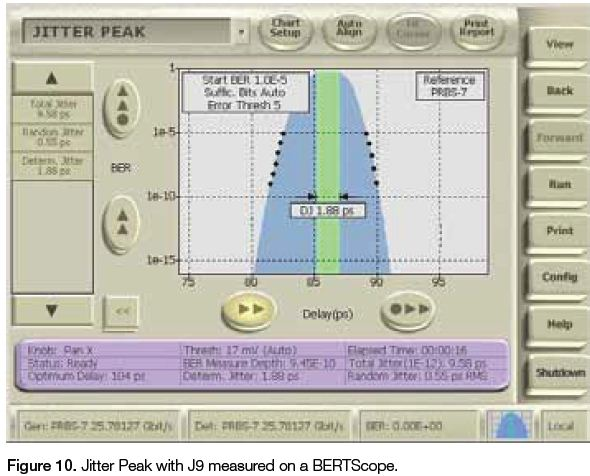 JITTER PEAK
Chart Setup
Auto Align
Print Report
View
Back
Forward
Run
Print
Config
Help
Shutdown
Total Jitter
9.58 ps
Random Jitter
0.55 ps
Determ. Jitter
1.88 ps
BER
1
1e-5
1e-10
1e-15
Start BER 1.0E-5
Suffic. Bits Auto
Error Thresh 5
Reference
PRBS-7
DJ 1.88 ps
75 80 85 90 95
Delay(ps)
<<
Knob: Pan X
Status: Ready
Optimum Delay: 104 ps
Thresh: 17 mV (Auto)
BER Measure Depth: 9.45E-10
Determ. Jitter: 1.88 ps
Elapsed Time: 00:00:16
Total Jitter(1E-12): 9.58 ps
Random Jitter: 0.55 ps RMS
Gen: PRBS-7 25.78127 Gbit/s
Det: PRBS-7 25.78127 Gbit/s
BER: 0.00E+00
Local
Figure 10. Jitter Peak with J9 measured on a BERTScope.